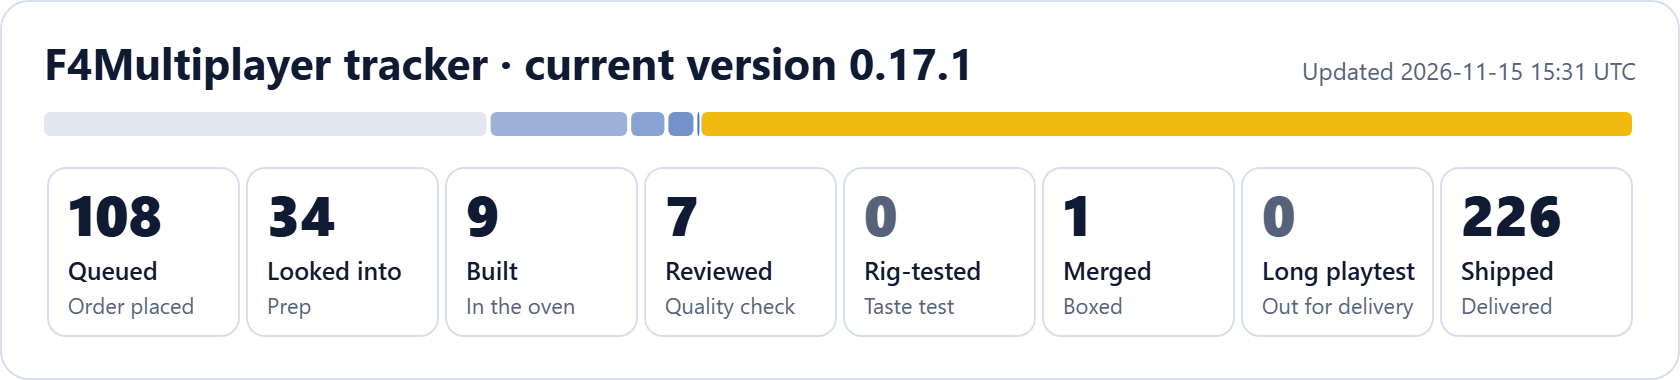 F4Multiplayer tracker · current version 0.17.1
Updated 2026-11-15 15:31 UTC
108
Queued
Order placed
34
Looked into
Prep
9
Built
In the oven
7
Reviewed
Quality check
0
Rig-tested
Taste test
1
Merged
Boxed
0
Long playtest
Out for delivery
226
Shipped
Delivered